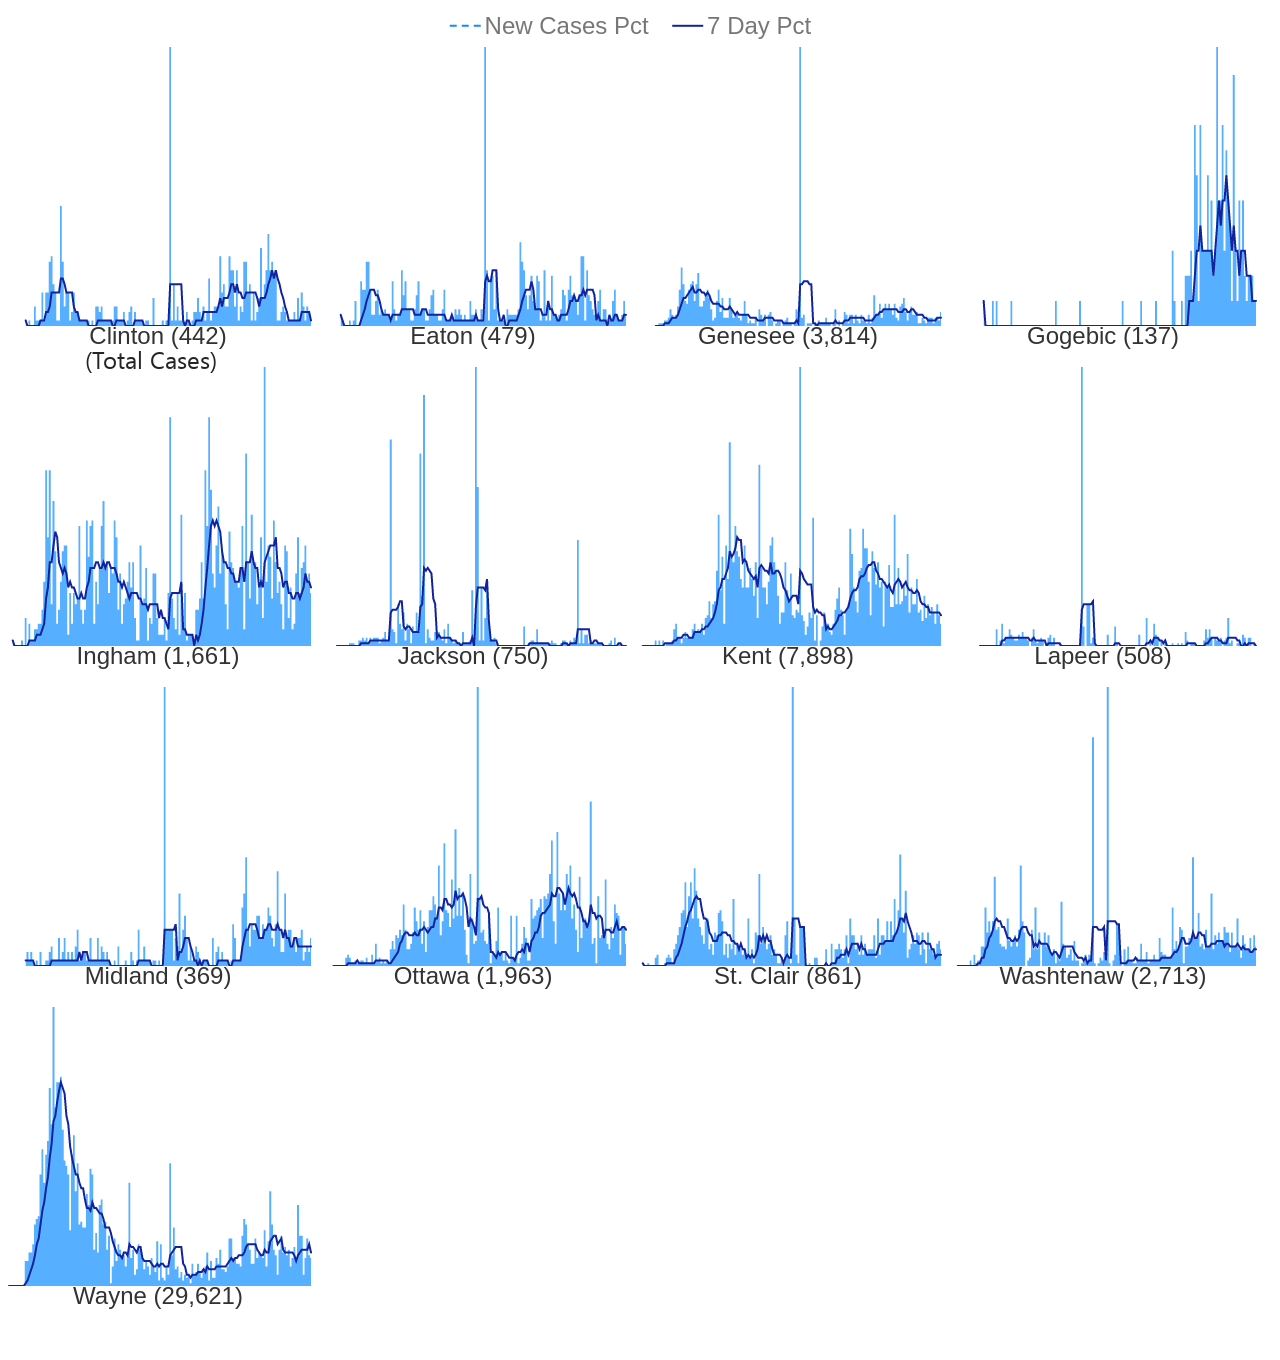 New Cases Pct 7 Day Pct
Clinton (442) Eaton (479) Genesee (3,814) Gogebic (137)
(Total Cases)
Ingham (1,661) Jackson (750) Kent (7,898) Lapeer (508)
Midland (369) Ottawa (1,963) St. Clair (861) Washtenaw (2,713)
Wayne (29,621)